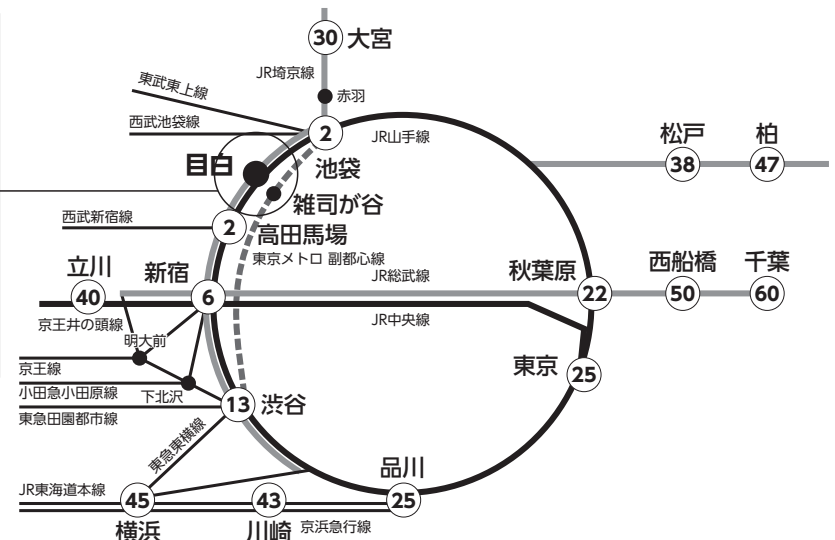 30 大宮
JR埼京線
東武東上線
赤羽
西武池袋線
2
池袋
JR山手線
目白
雑司が谷
松戸
38
柏
47
西武新宿線
2
高田馬場
東京メトロ 副都心線
立川
40
新宿
6
JR総武線
秋葉原
22
西船橋
50
千葉
60
京王井の頭線
明大前
JR中央線
京王線
小田急小田原線
下北沢
東急田園都市線
13 渋谷
東京
25
東急東横線
品川
25
JR東海道本線
45
横浜
43
川崎
京浜急行線